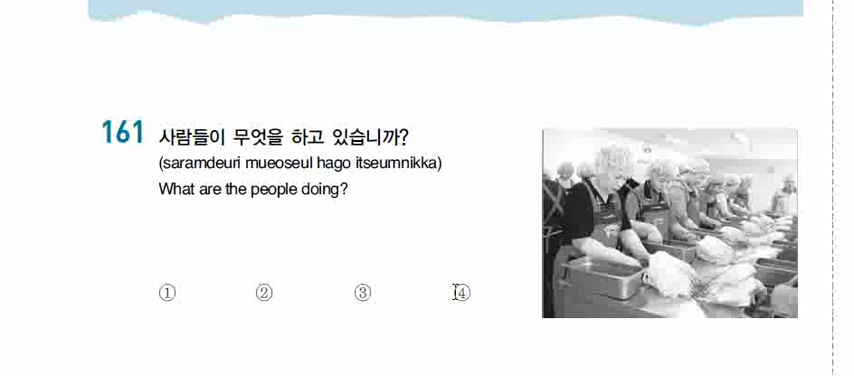 161 사람들이 무엇을 하고 있습니까?
(saramdeuri mueoseul hago itseumnikka)
What are the people doing?
① ② ③ ④